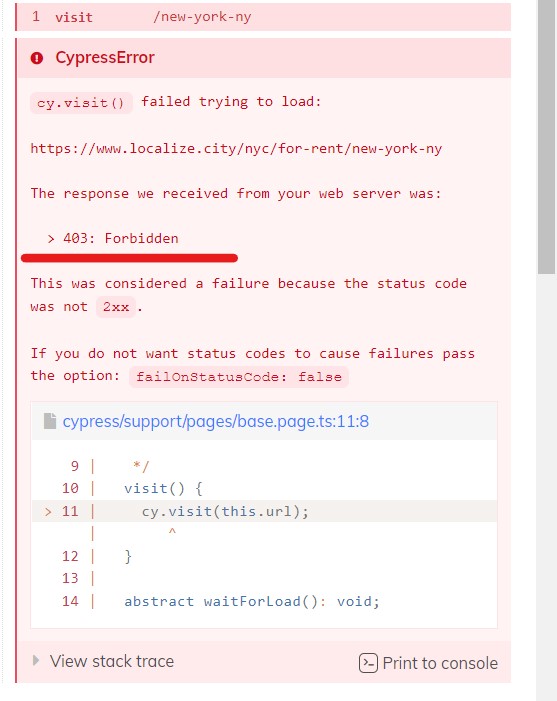 1 visit /new-york-ny
CypressError
cy.visit() failed trying to load:
https://www.localize.city/nyc/for-rent/new-york-ny
The response we received from your web server was:
> 403: Forbidden
This was considered a failure because the status code
was not 2xx.
If you do not want status codes to cause failures pass
the option: failOnStatusCode: false
cypress/support/pages/base.page.ts:11:8
9 | */
10 | visit() {
> 11 | cy.visit(this.url);
| ^
12 | }
13 |
14 | abstract waitForLoad(): void;
View stack trace
Print to console